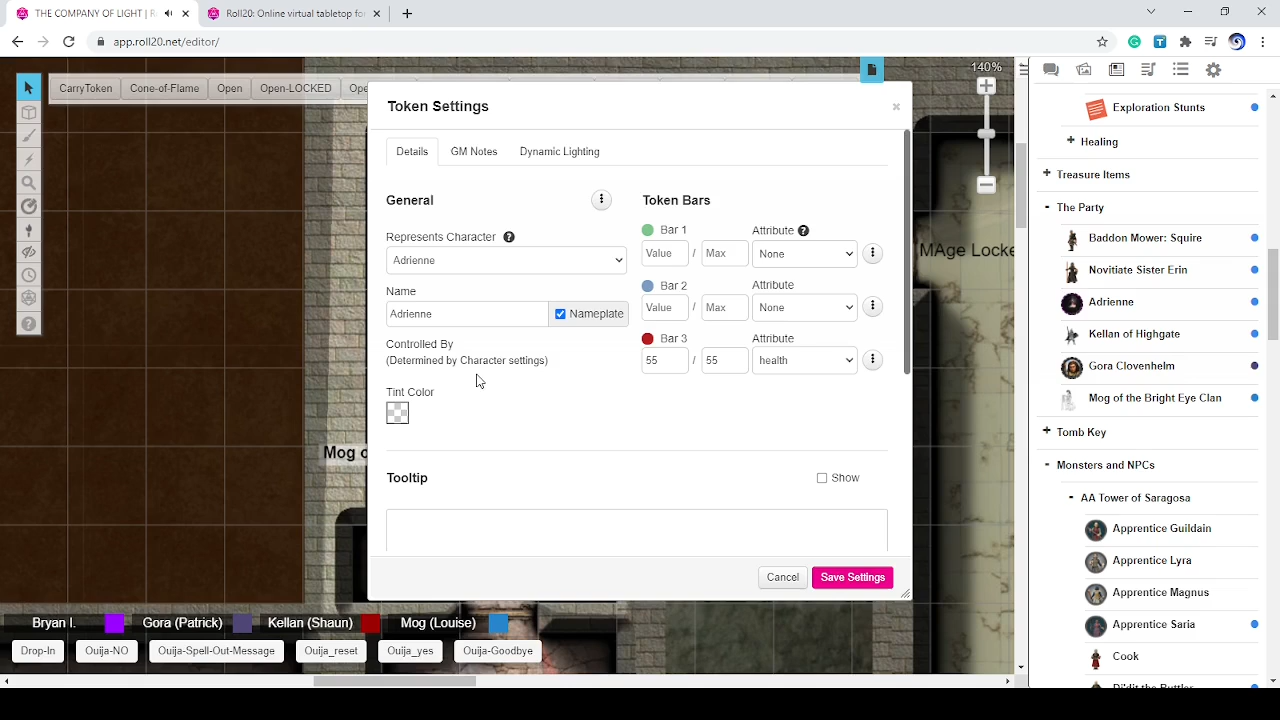 THE COMPANY OF LIGHT | R
Roll20: Online virtual tabletop fo
app.roll20.net/editor/
CarryToken
Cone-of-Flame
Open
Open-LOCKED
Ope
140%
Token Settings
Details
GM Notes
Dynamic Lighting
General
Represents Character
Adrienne
Name
Adrienne
Nameplate
Controlled By
(Determined by Character settings)
Tint Color
Token Bars
Bar 1
Attribute
Value / Max
None
Bar 2
Attribute
Value / Max
None
Bar 3
Attribute
55 / 55
health
Tooltip
Show
Cancel
Save Settings
Mog o
MAge Locke
Exploration Stunts
+ Healing
+ Treasure Items
- The Party
Baddon Mower: Squire
Novitiate Sister Erin
Adrienne
Kellan of Highgate
Gora Clovenhelm
Mog of the Bright Eye Clan
+ Tomb Key
- Monsters and NPCs
- AA Tower of Saragosa
Apprentice Guildain
Apprentice Lyra
Apprentice Magnus
Apprentice Saria
Cook
Bryan I.
Gora (Patrick)
Kellan (Shaun)
Mog (Louise)
Drop-In
Ouija-NO
Ouija-Spell-Out-Message
Ouija_reset
Ouija_yes
Ouija-Goodbye